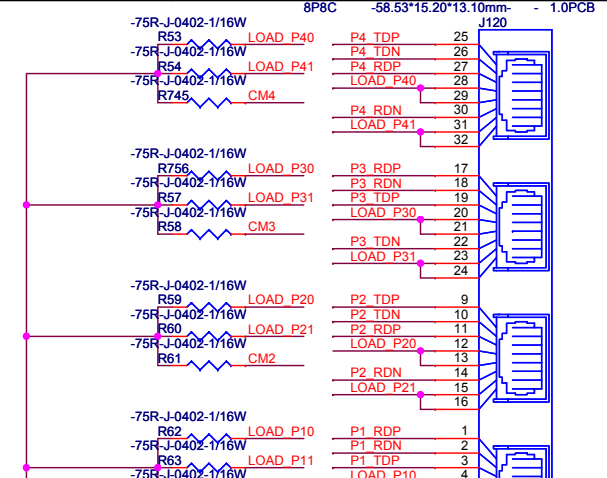 8P8C -58.53*15.20*13.10mm- - 1.0PCB
J120
-75R-J-0402-1/16W
R53 LOAD_P40 P4_TDP 25
-75R-J-0402-1/16W P4_TDN 26
R54 LOAD_P41 P4_RDP 27
-75R-J-0402-1/16W LOAD_P40 28
R745 CM4 29
P4_RDN 30
LOAD_P41 31
32
-75R-J-0402-1/16W
R756 LOAD_P30 P3_RDP 17
-75R-J-0402-1/16W P3_RDN 18
R57 LOAD_P31 P3_TDP 19
-75R-J-0402-1/16W LOAD_P30 20
R58 CM3 21
P3_TDN 22
LOAD_P31 23
24
-75R-J-0402-1/16W
R59 LOAD_P20 P2_TDP 9
-75R-J-0402-1/16W P2_TDN 10
R60 LOAD_P21 P2_RDP 11
-75R-J-0402-1/16W LOAD_P20 12
R61 CM2 13
P2_RDN 14
LOAD_P21 15
16
-75R-J-0402-1/16W
R62 LOAD_P10 P1_RDP 1
-75R-J-0402-1/16W P1_RDN 2
R63 LOAD_P11 P1_TDP 3
-75R-J-0402-1/16W LOAD_P10 4